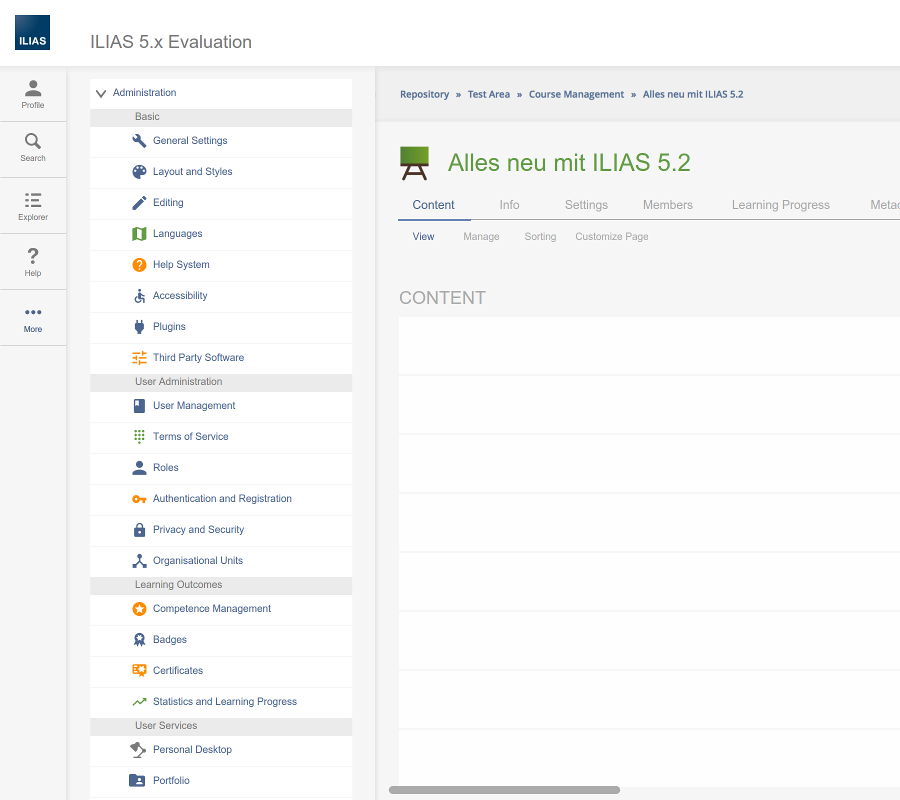 ILIAS
ILIAS 5.x Evaluation
Profile
Search
Explorer
Help
More
Administration
Basic
General Settings
Layout and Styles
Editing
Languages
Help System
Accessibility
Plugins
Third Party Software
User Administration
User Management
Terms of Service
Roles
Authentication and Registration
Privacy and Security
Organisational Units
Learning Outcomes
Competence Management
Badges
Certificates
Statistics and Learning Progress
User Services
Personal Desktop
Portfolio
Repository » Test Area » Course Management » Alles neu mit ILIAS 5.2
Alles neu mit ILIAS 5.2
Content Info Settings Members Learning Progress Metad
View Manage Sorting Customize Page
CONTENT